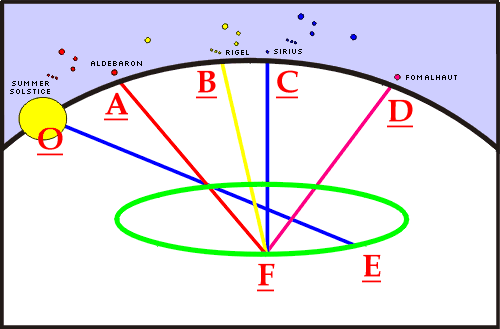 SUMMER
SOLSTICE
ALDEBARON
RIGEL
SIRIUS
FOMALHAUT
O
A
B
C
D
F
E